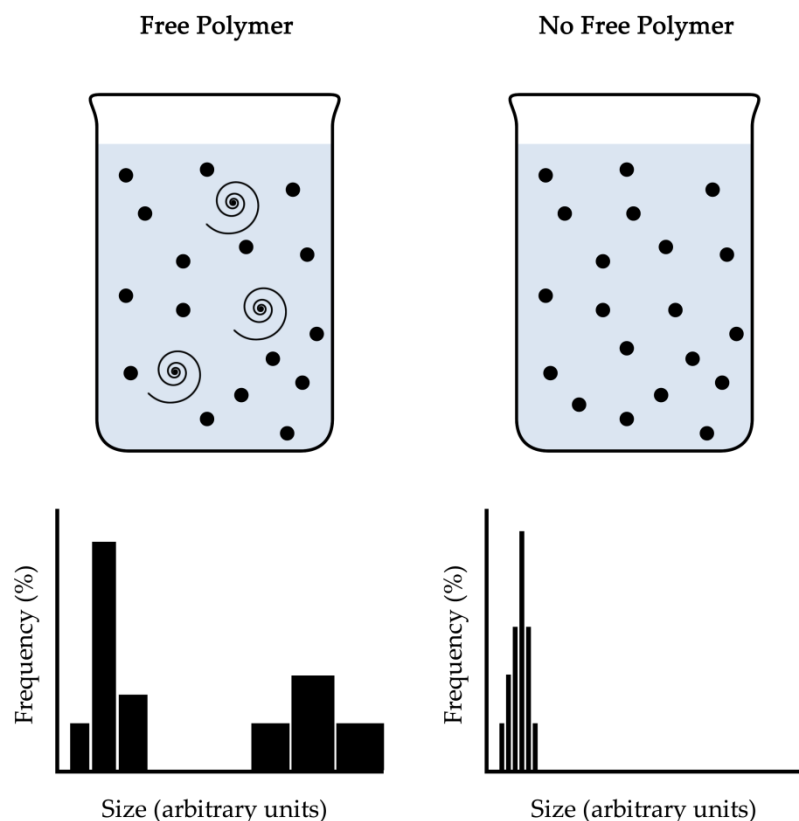 Free Polymer
No Free Polymer
Frequency (%)
Size (arbitrary units)
Frequency (%)
Size (arbitrary units)